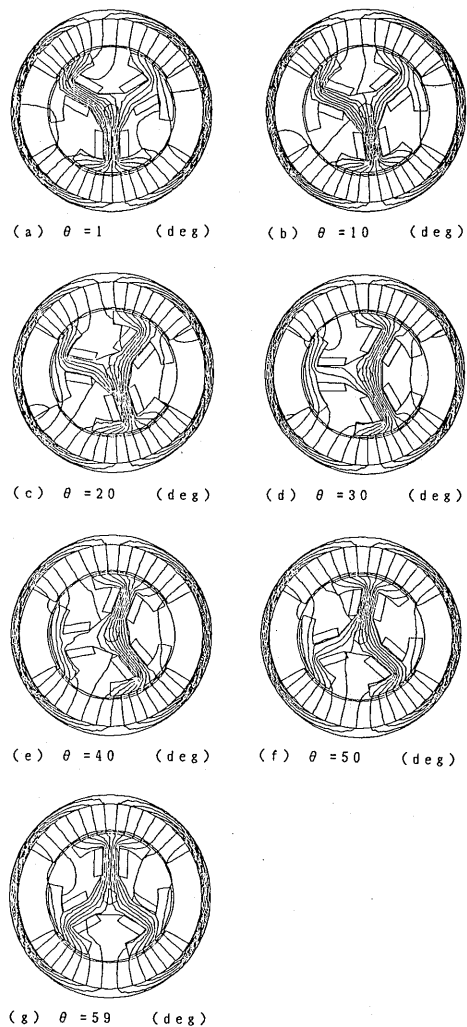 (a) θ =1 (deg)
(b) θ =10 (deg)
(c) θ =20 (deg)
(d) θ =30 (deg)
(e) θ =40 (deg)
(f) θ =50 (deg)
(g) θ =59 (deg)